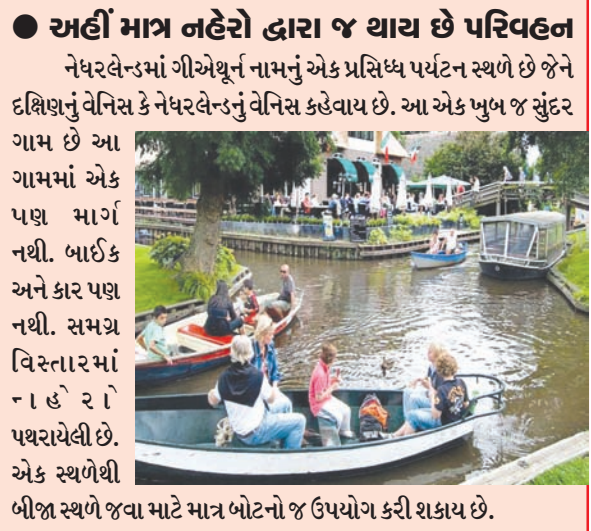 ● અહીં માત્ર નહેરો દ્વારા જ થાય છે પરિવહન
નેધરલેન્ડમાં ગીએથૂર્ન નામનું એક પ્રસિધ્ધ પર્યટન સ્થળે છે જેને
દક્ષિણનું વેનિસ કે નેધરલેન્ડનું વેનિસ કહેવાય છે. આ એક ખુબ જ સુંદર
ગામ છે આ
ગામમાં એક
પણ માર્ગ
નથી. બાઈક
અને કાર પણ
નથી. સમગ્ર
વિસ્તારમાં
નાહેરો
પથરાયેલી છે.
એક સ્થળેથી
બીજા સ્થળે જવા માટે માત્ર બોટનો જ ઉપયોગ કરી શકાય છે.